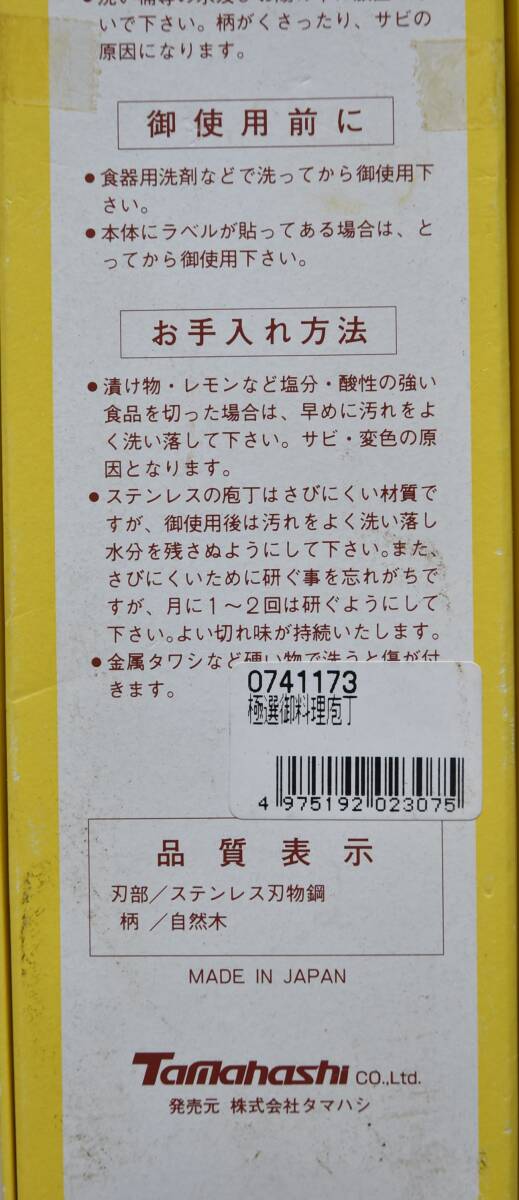 いで下さい。柄がくさったり、サビの
原因になります。
御使用前に
●食器用洗剤などで洗ってから御使用下
さい。
●本体にラベルが貼ってある場合は、と
ってから御使用下さい。
お手入れ方法
●漬け物・レモンなど塩分・酸性の強い
食品を切った場合は、早めに汚れをよ
く洗い落して下さい。サビ・変色の原
因となります。
●ステンレスの庖丁はさびにくい材質で
すが、御使用後は汚れをよく洗い落し
水分を残さぬようにして下さい。また、
さびにくいために研ぐ事を忘れがちで
すが、月に1〜2回は研ぐようにして
下さい。よい切れ味が持続いたします。
●金属タワシなど硬い物で洗うと傷が付
きます。
0741173
極選御料理庖丁
4 975192 023075
品質表示
刃部/ステンレス刃物鋼
柄/自然木
MADE IN JAPAN
Tamahashi CO.,Ltd.
発売元 株式会社タマハシ